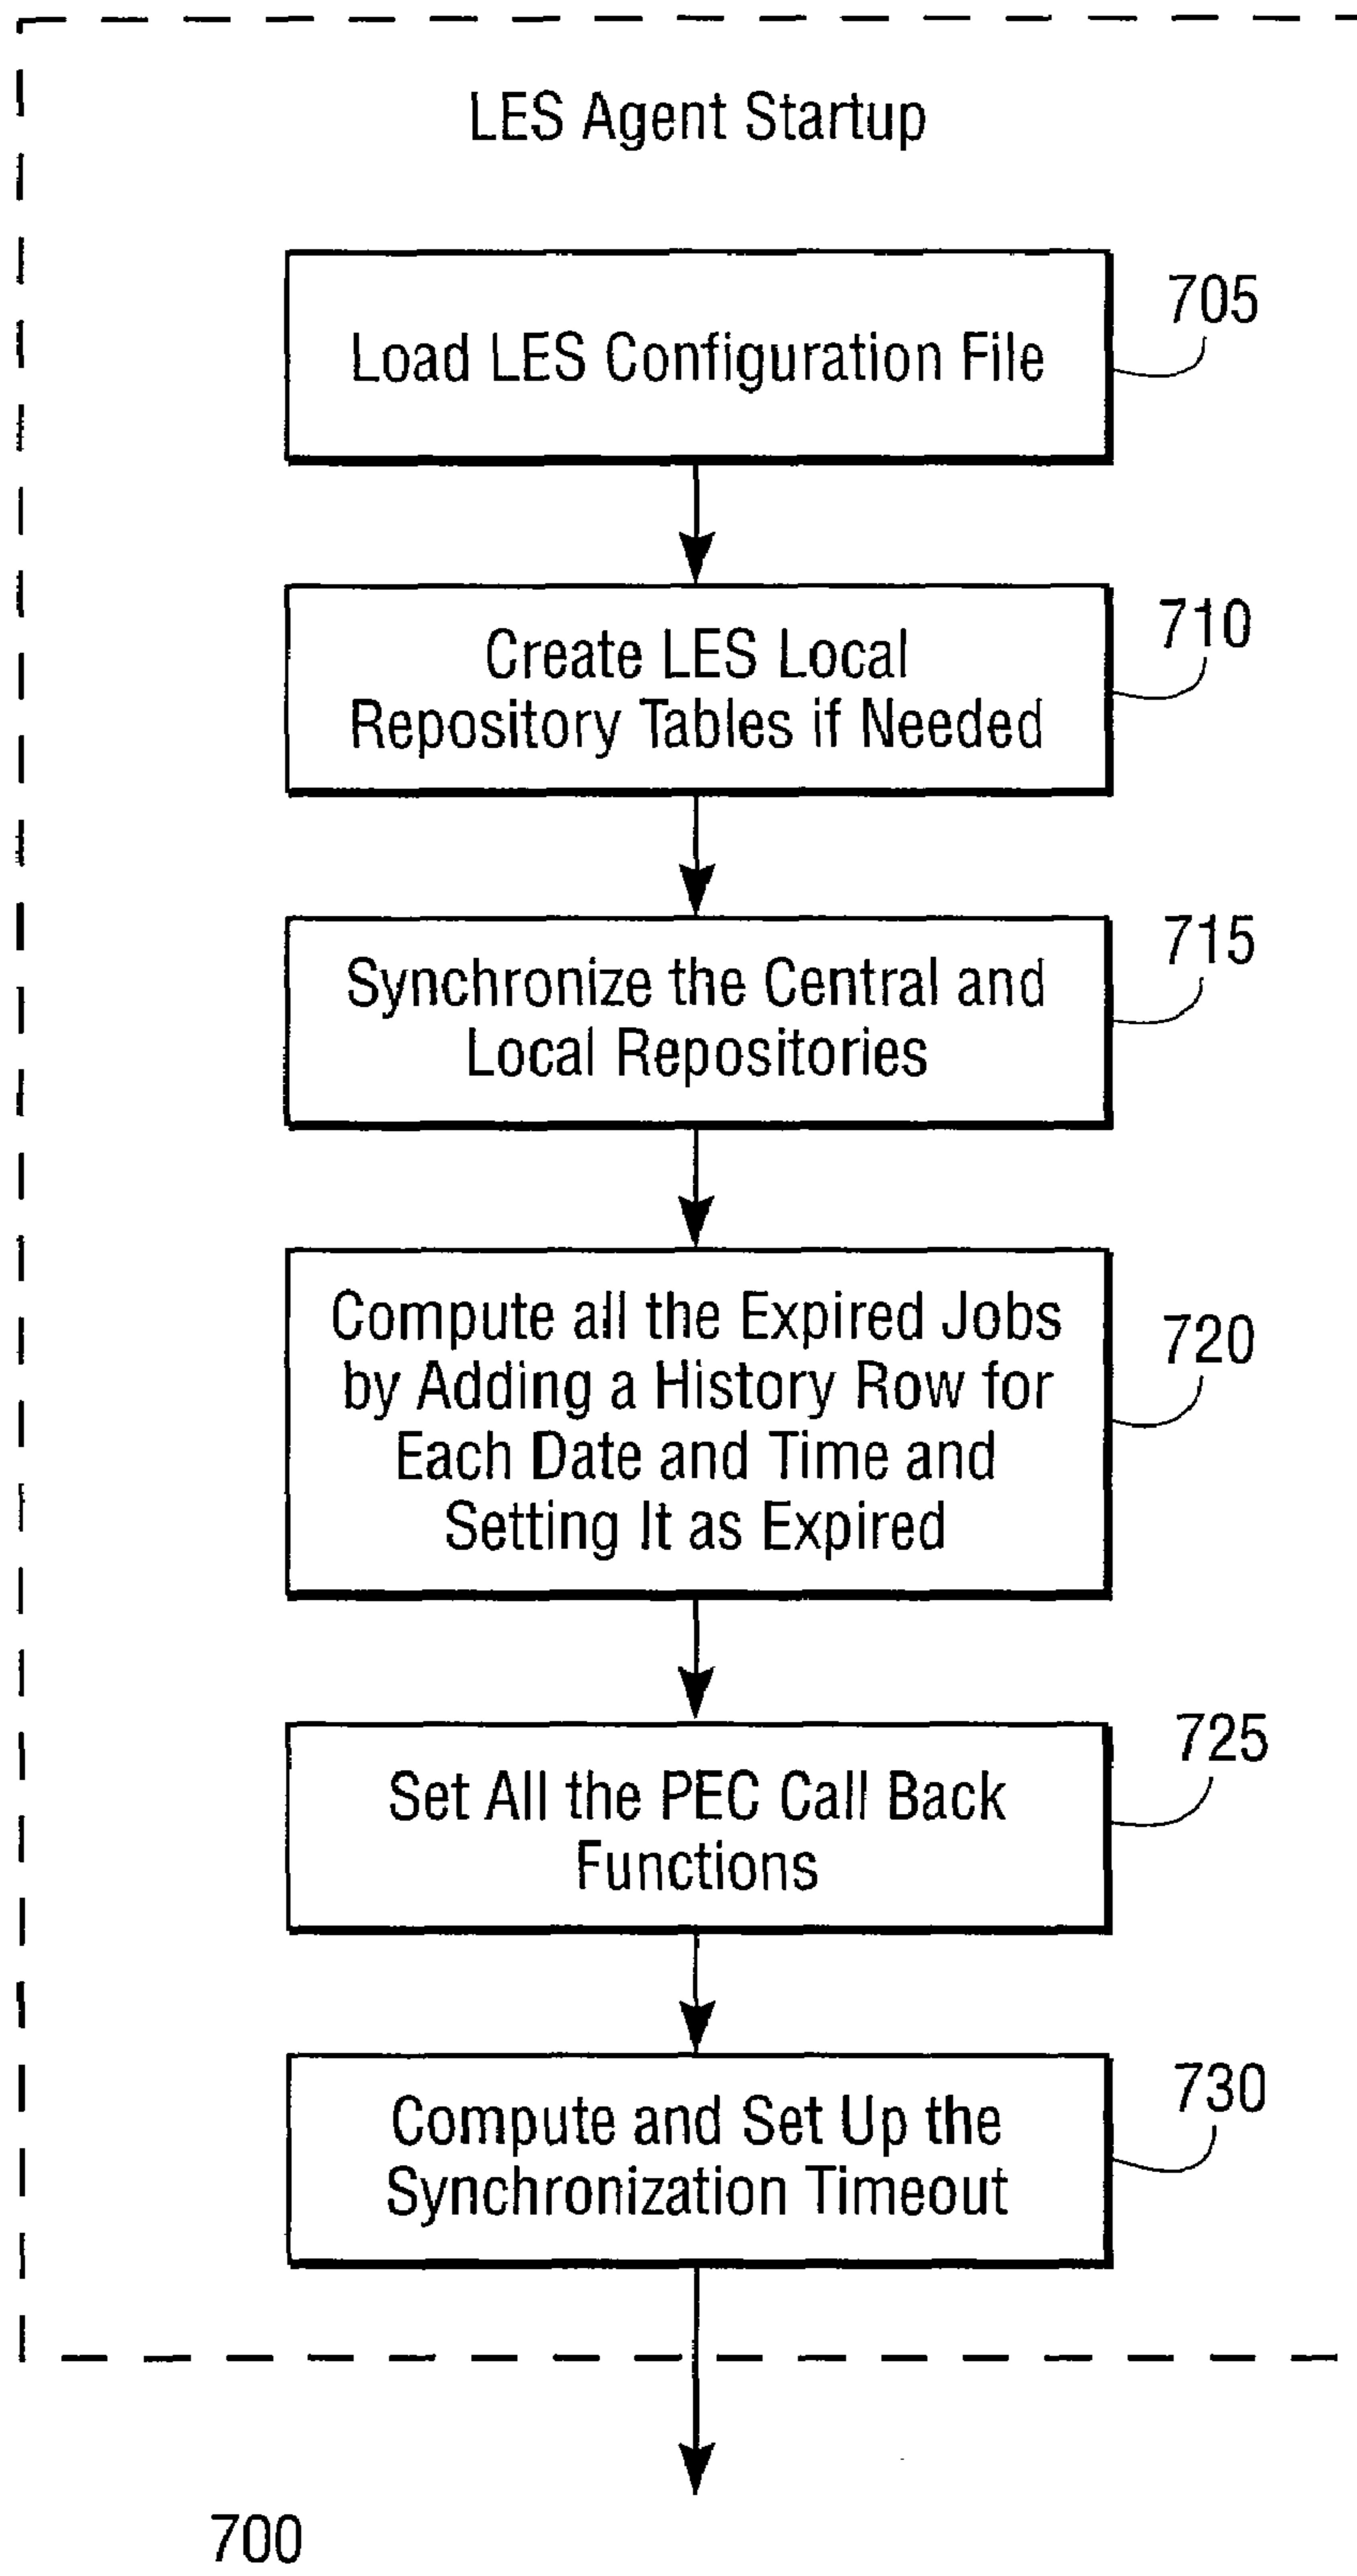 LES Agent Startup
705
Load LES Configuration File
710
Create LES Local
Repository Tables if Needed
715
Synchronize the Central and
Local Repositories
720
Compute all the Expired Jobs
by Adding a History Row for
Each Date and Time and
Setting It as Expired
725
Set All the PEC Call Back
Functions
730
Compute and Set Up the
Synchronization Timeout
700